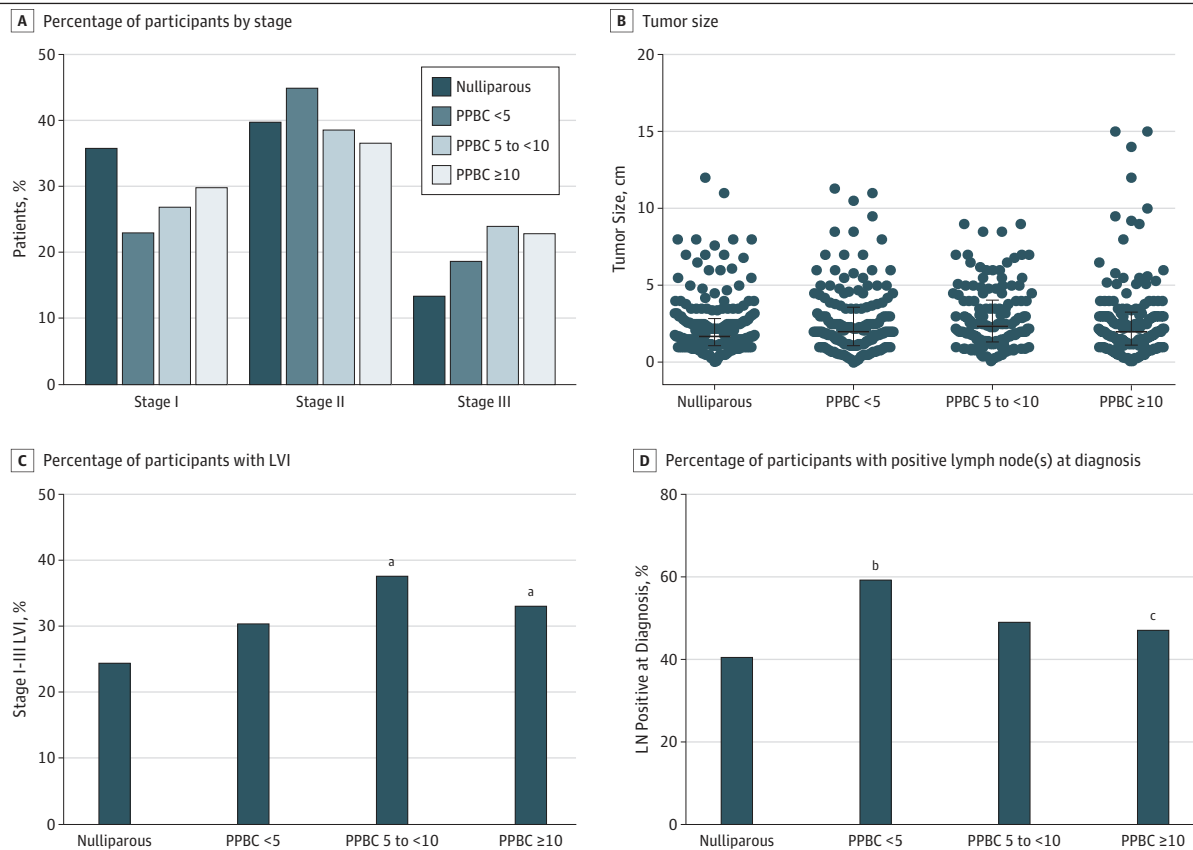 A Percentage of participants by stage
50
40
30
20
10
0
Patients, %
Nulliparous
PPBC <5
PPBC 5 to <10
PPBC ≥10
Stage I
Stage II
Stage III
B Tumor size
20
15
10
5
0
Tumor Size, cm
Nulliparous
PPBC <5
PPBC 5 to <10
PPBC ≥10
C Percentage of participants with LVI
50
40
30
20
10
0
Stage I-III LVI, %
a
a
Nulliparous
PPBC <5
PPBC 5 to <10
PPBC ≥10
D Percentage of participants with positive lymph node(s) at diagnosis
80
60
40
20
0
LN Positive at Diagnosis, %
b
c
Nulliparous
PPBC <5
PPBC 5 to <10
PPBC ≥10